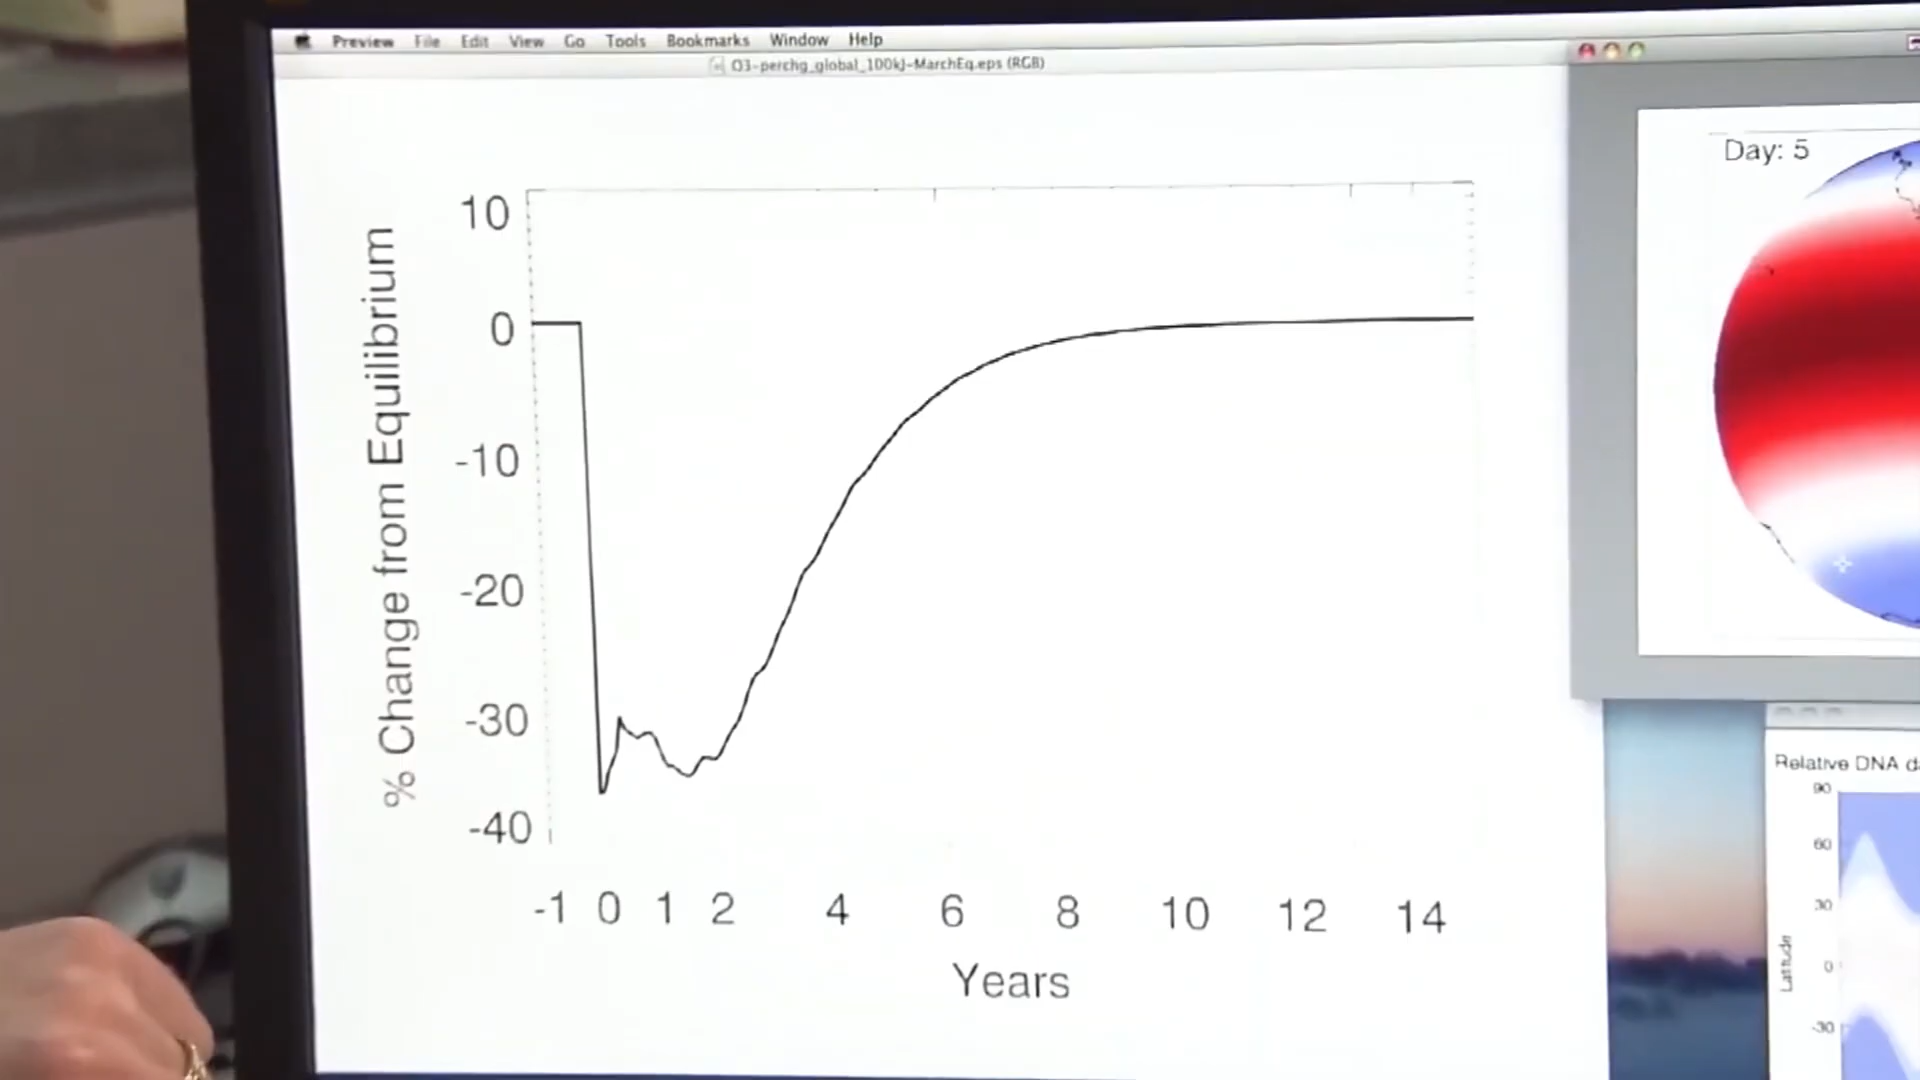 Preview File Edit View Go Tools Bookmarks Window Help
O3-perchg_global_100kJ-MarchEq.eps (RGB)
% Change from Equilibrium
10
0
-10
-20
-30
-40
-1 0 1 2 4 6 8 10 12 14
Years
Day: 5
Relative DNA d
90
60
30
0
-30
Latitude